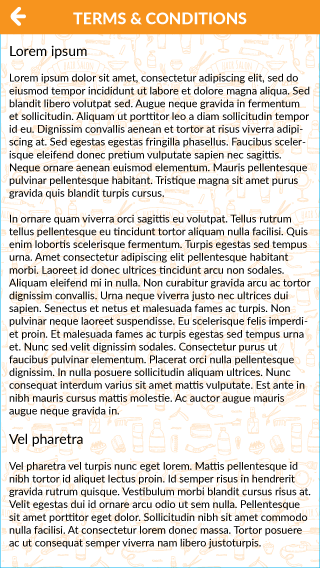 TERMS & CONDITIONS
Lorem ipsum
Lorem ipsum dolor sit amet, consectetur adipiscing elit, sed do
eiusmod tempor incididunt ut labore et dolore magna aliqua. Sed
blandit libero volutpat sed. Augue neque gravida in fermentum
et sollicitudin. Aliquam ut porttitor leo a diam sollicitudin tempor
id eu. Dignissim convallis aenean et tortor at risus viverra adipi-
scing at. Sed egestas egestas fringilla phasellus. Faucibus sceler-
isque eleifend donec pretium vulputate sapien nec sagittis.
Neque ornare aenean euismod elementum. Mauris pellentesque
pulvinar pellentesque habitant. Tristique magna sit amet purus
gravida quis blandit turpis cursus.
In ornare quam viverra orci sagittis eu volutpat. Tellus rutrum
tellus pellentesque eu tincidunt tortor aliquam nulla facilisi. Quis
enim lobortis scelerisque fermentum. Turpis egestas sed tempus
urna. Amet consectetur adipiscing elit pellentesque habitant
morbi. Laoreet id donec ultrices tincidunt arcu non sodales.
Aliquam eleifend mi in nulla. Non curabitur gravida arcu ac tortor
dignissim convallis. Urna neque viverra justo nec ultrices dui
sapien. Senectus et netus et malesuada fames ac turpis. Non
pulvinar neque laoreet suspendisse. Eu scelerisque felis imperdi-
et proin. Et malesuada fames ac turpis egestas sed tempus urna
et. Nunc sed velit dignissim sodales. Consectetur purus ut
faucibus pulvinar elementum. Placerat orci nulla pellentesque
dignissim. In nulla posuere sollicitudin aliquam ultrices. Nunc
consequat interdum varius sit amet mattis vulputate. Est ante in
nibh mauris cursus mattis molestie. Ac auctor augue mauris
augue neque gravida in.
Vel pharetra
Vel pharetra vel turpis nunc eget lorem. Mattis pellentesque id
nibh tortor id aliquet lectus proin. Id semper risus in hendrerit
gravida rutrum quisque. Vestibulum morbi blandit cursus risus at.
Velit egestas dui id ornare arcu odio ut sem nulla. Pellentesque
sit amet porttitor eget dolor. Sollicitudin nibh sit amet commodo
nulla facilisi. At consectetur lorem donec massa. Tortor posuere
ac ut consequat semper viverra nam libero justoturpis.